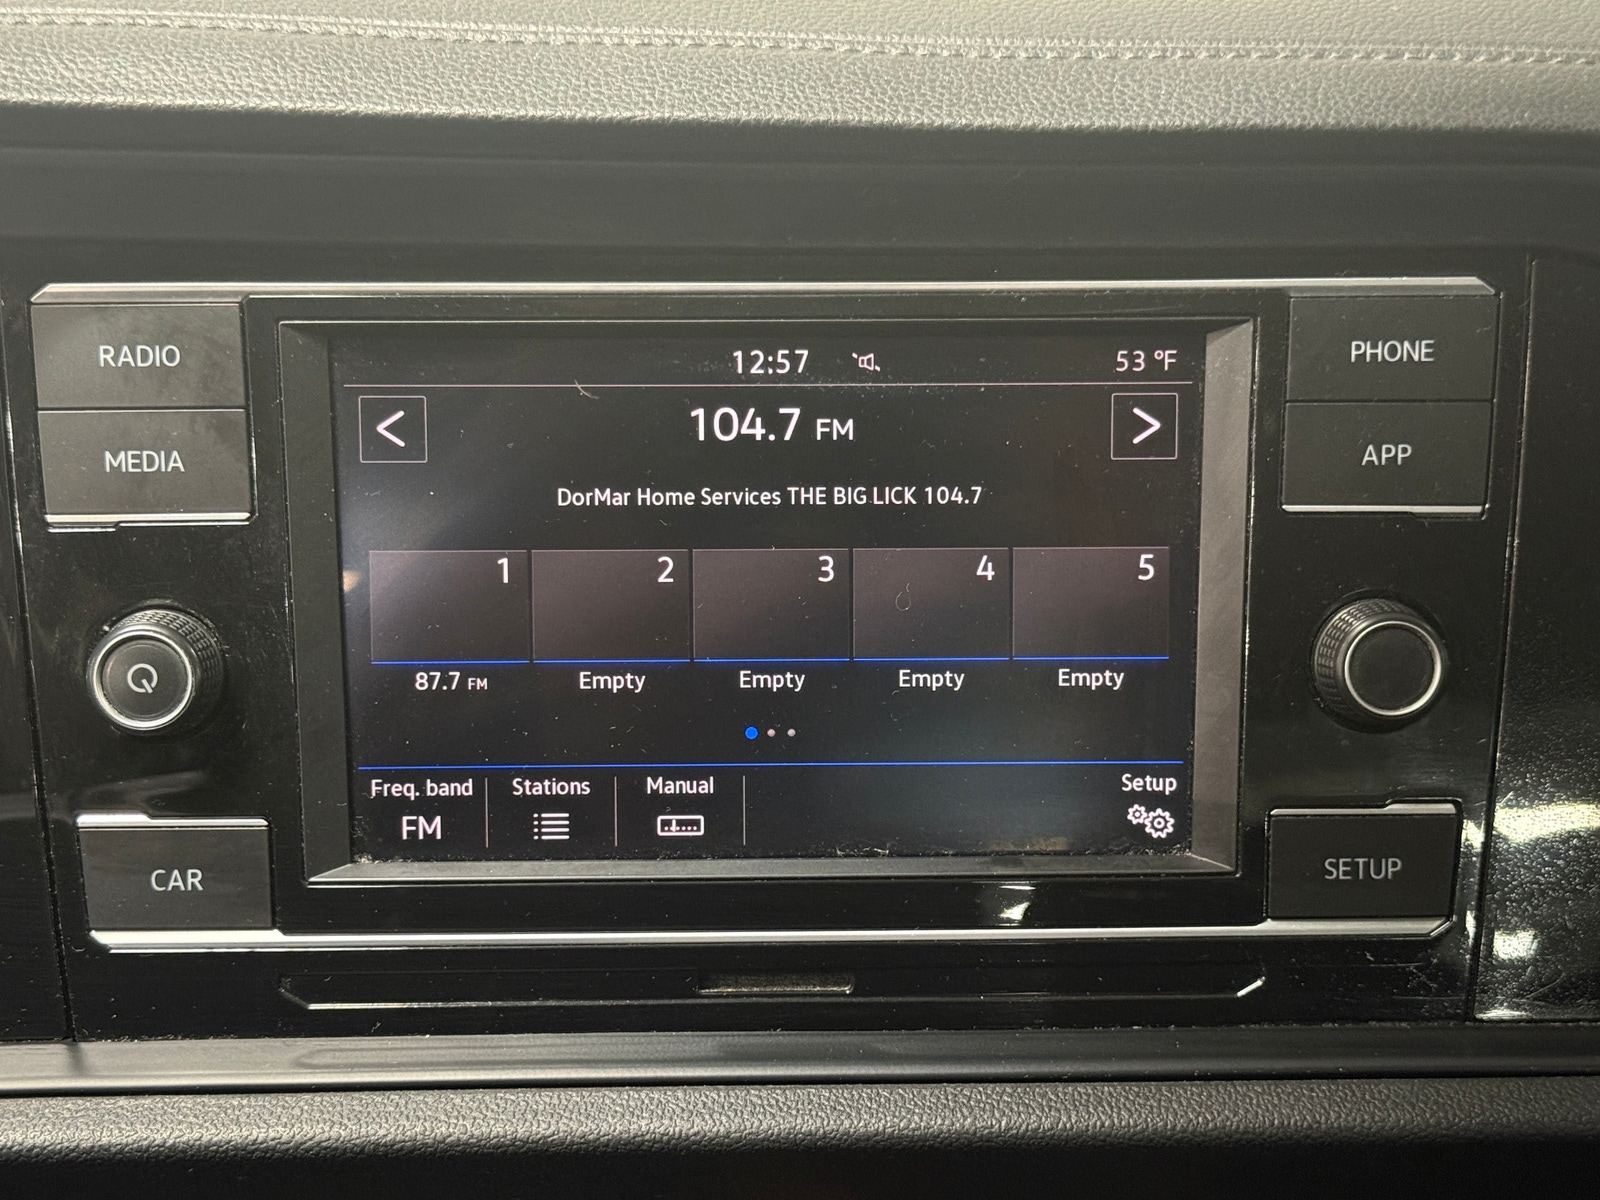 RADIO
MEDIA
CAR
PHONE
APP
SETUP
12:57
53 °F
<
104.7 FM
>
DorMar Home Services THE BIG LICK 104.7
1
2
3
4
5
87.7 FM
Empty
Empty
Empty
Empty
Freq. band
FM
Stations
Manual
Setup